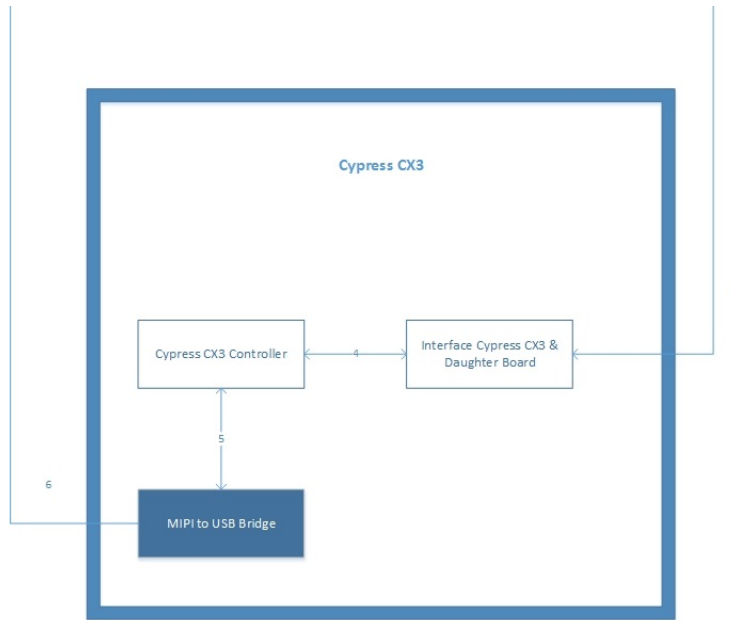 Cypress CX3
Cypress CX3 Controller
4
Interface Cypress CX3 &
Daughter Board
5
6
MIPI to USB Bridge